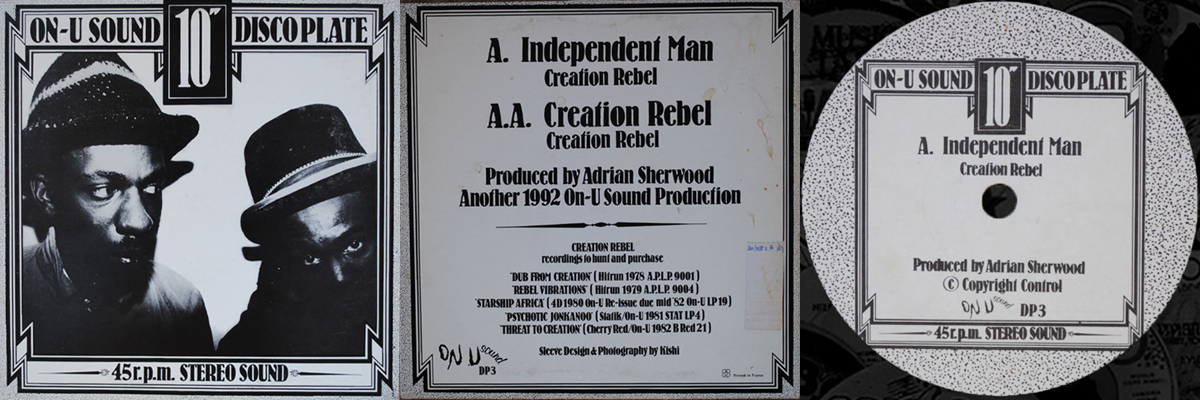 ON-U SOUND 10" DISCO PLATE
45 r.p.m. STEREO SOUND
A. Independent Man
Creation Rebel
A.A. Creation Rebel
Creation Rebel
Produced by Adrian Sherwood
Another 1992 On-U Sound Production
CREATION REBEL
recordings to hunt and purchase
'DUB FROM CREATION' ( Hitrun 1978 A.P.L.P. 9001 )
'REBEL VIBRATIONS' ( Hitrun 1979 A.P.L.P. 9004 )
'STARSHIP AFRICA' ( 4D 1980 On-U Re-issue due mid '82 On-U LP 19 )
'PSYCHOTIC JONKANOO' ( Statik/On-U 1981 STAT LP4 )
'THREAT TO CREATION' ( Cherry Red/On-U 1982 B Red 21 )
Sleeve Design & Photography by Kishi
ON U sound
DP3
Printed in France
ON-U SOUND 10" DISCO PLATE
A. Independent Man
Creation Rebel
Produced by Adrian Sherwood
© Copyright Control
ON U sound DP3
45 r.p.m. STEREO SOUND